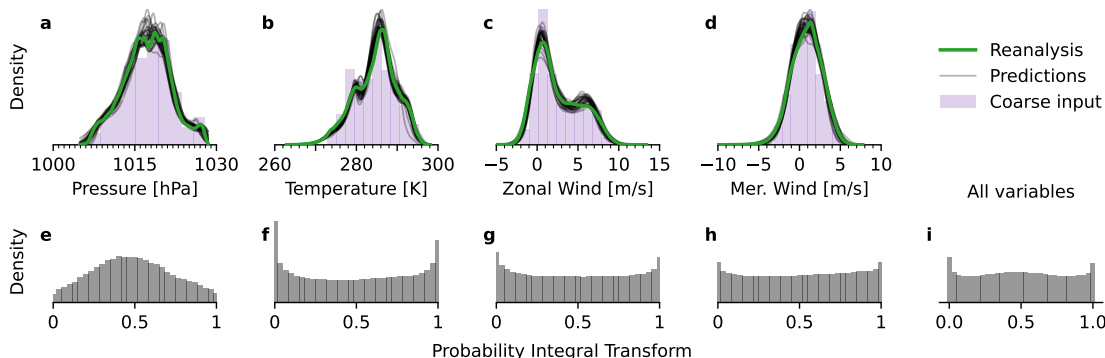 a b c d
Density
Reanalysis
Predictions
Coarse input
1000 1015 1030 260 280 300 −5 0 5 10 15 −10 −5 0 5 10
Pressure [hPa] Temperature [K] Zonal Wind [m/s] Mer. Wind [m/s]
All variables
e f g h i
Density
0 0.5 1 0 0.5 1 0 0.5 1 0 0.5 1 0.0 0.5 1.0
Probability Integral Transform